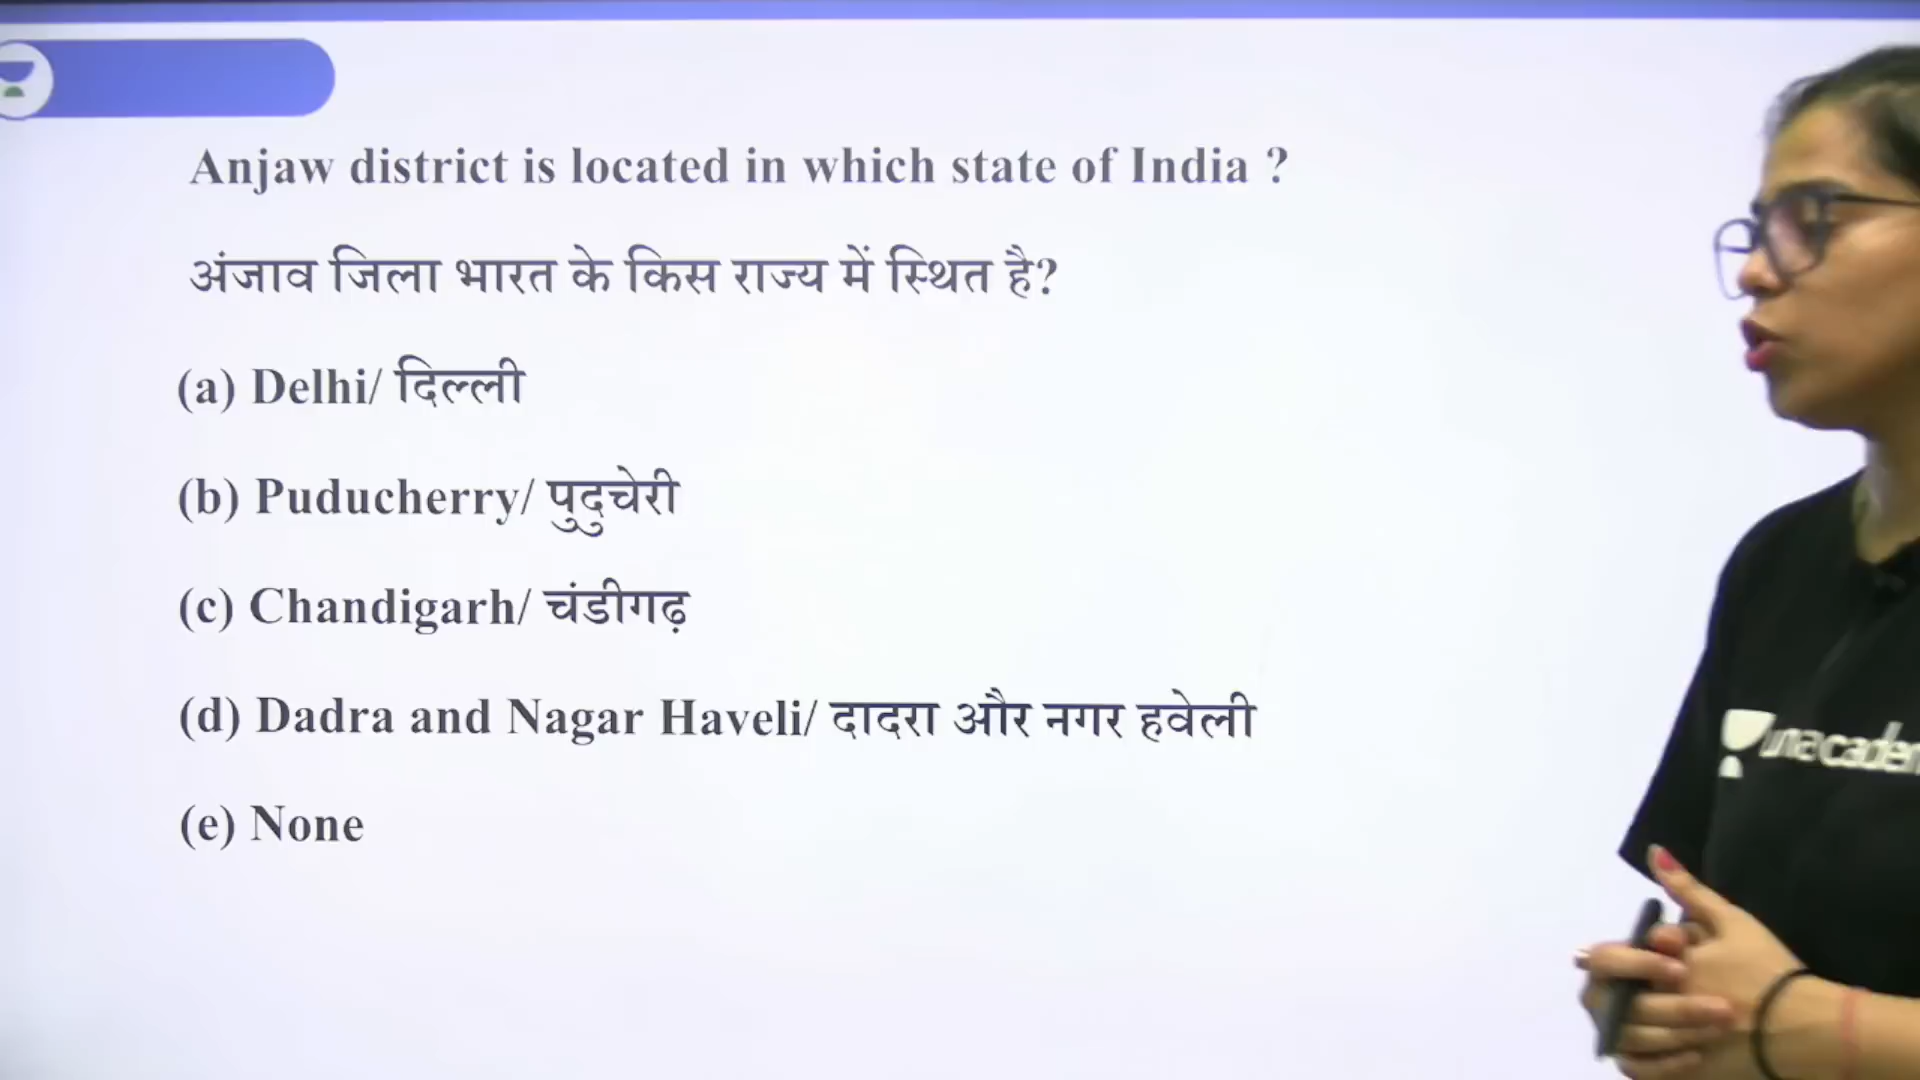 Anjaw district is located in which state of India ?
अंजाव जिला भारत के किस राज्य में स्थित है?
(a) Delhi/ दिल्ली
(b) Puducherry/ पुदुचेरी
(c) Chandigarh/ चंडीगढ़
(d) Dadra and Nagar Haveli/ दादरा और नगर हवेली
(e) None